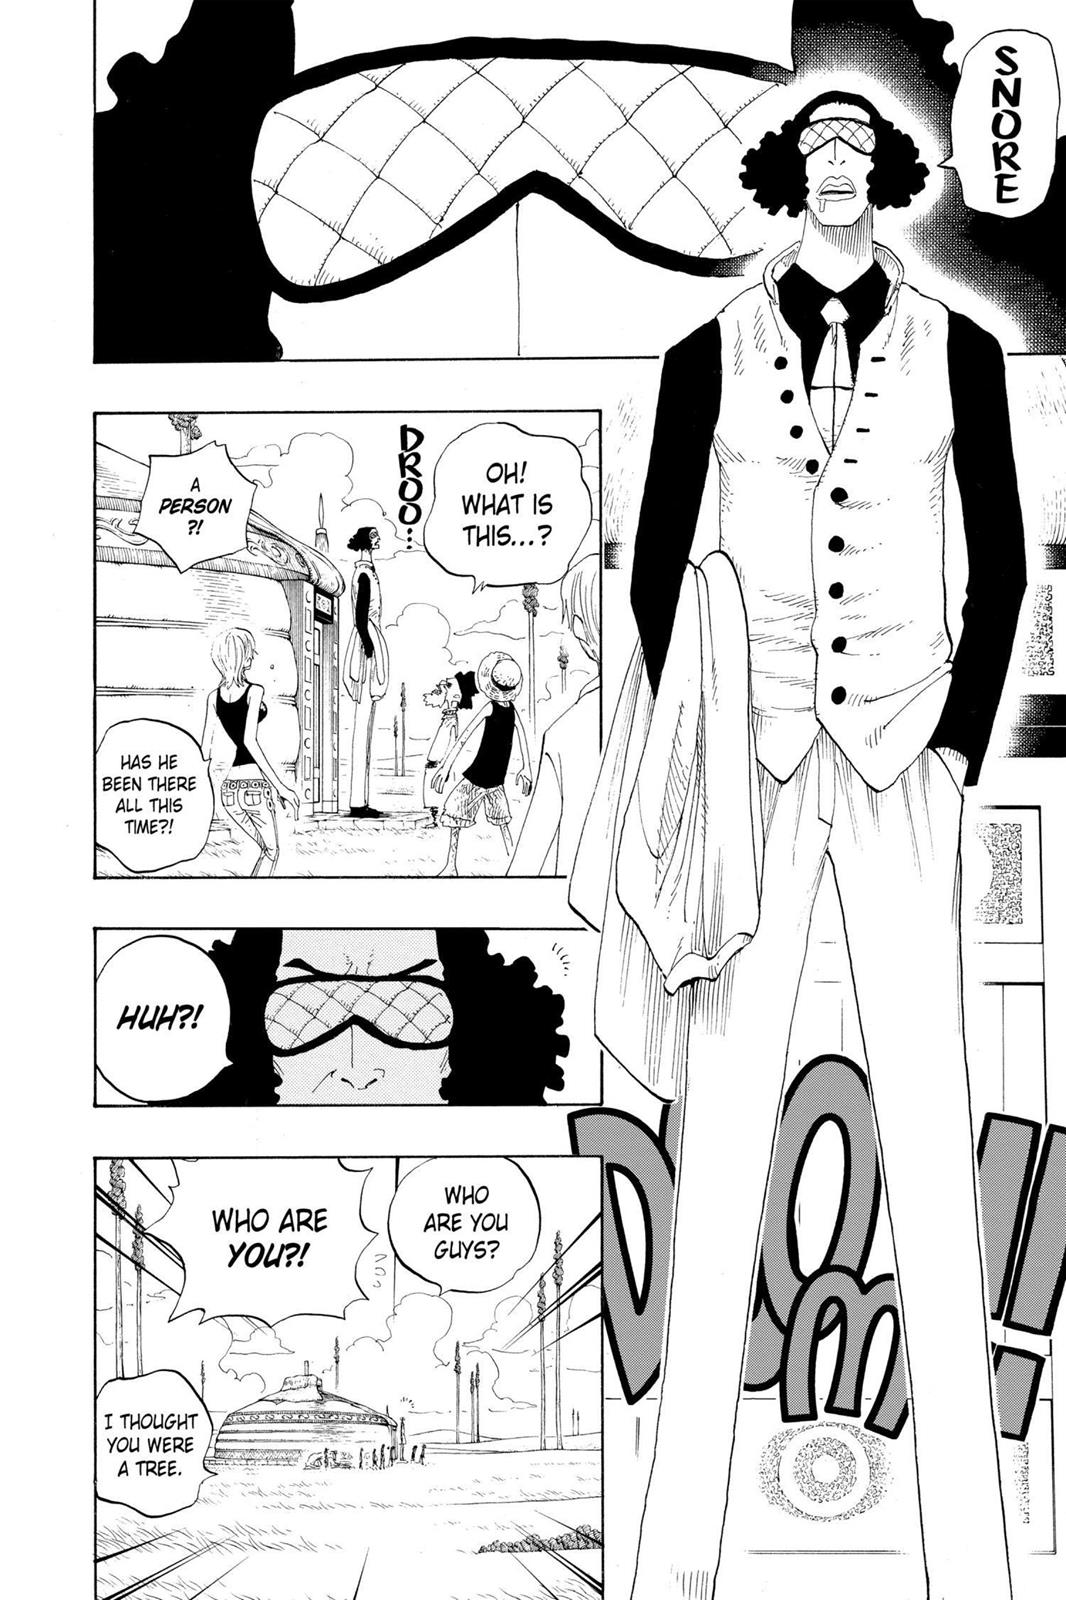 SNORE
DOOM!!
OH!
WHAT IS
THIS...?
DROO...
A
PERSON
?!
HAS HE
BEEN THERE
ALL THIS
TIME?!
HUH?!
WHO
ARE YOU
GUYS?
WHO ARE
YOU?!
I THOUGHT
YOU WERE
A TREE.